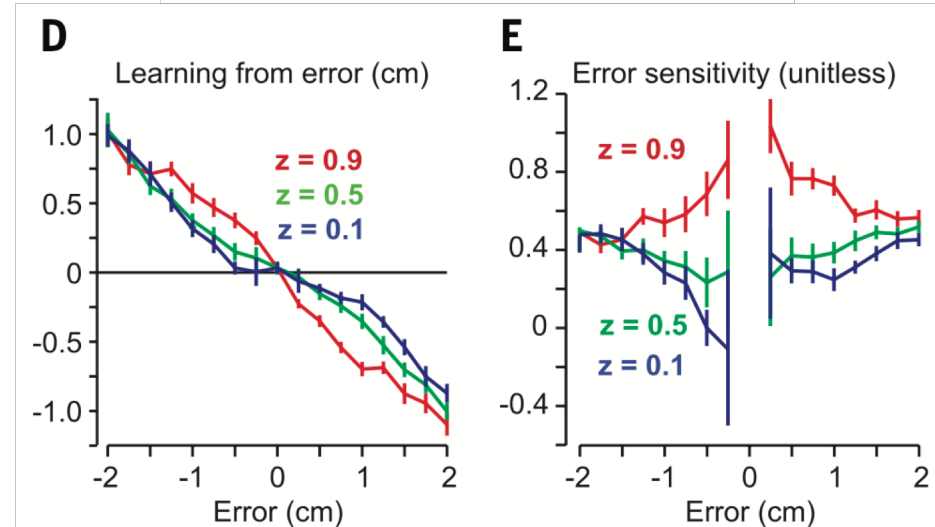 D
Learning from error (cm)
1.0
0.5
0
-0.5
-1.0
z = 0.9
z = 0.5
z = 0.1
-2 -1 0 1 2
Error (cm)
E
Error sensitivity (unitless)
1.2
0.8
0.4
0
-0.4
z = 0.9
z = 0.5
z = 0.1
-2 -1 0 1 2
Error (cm)